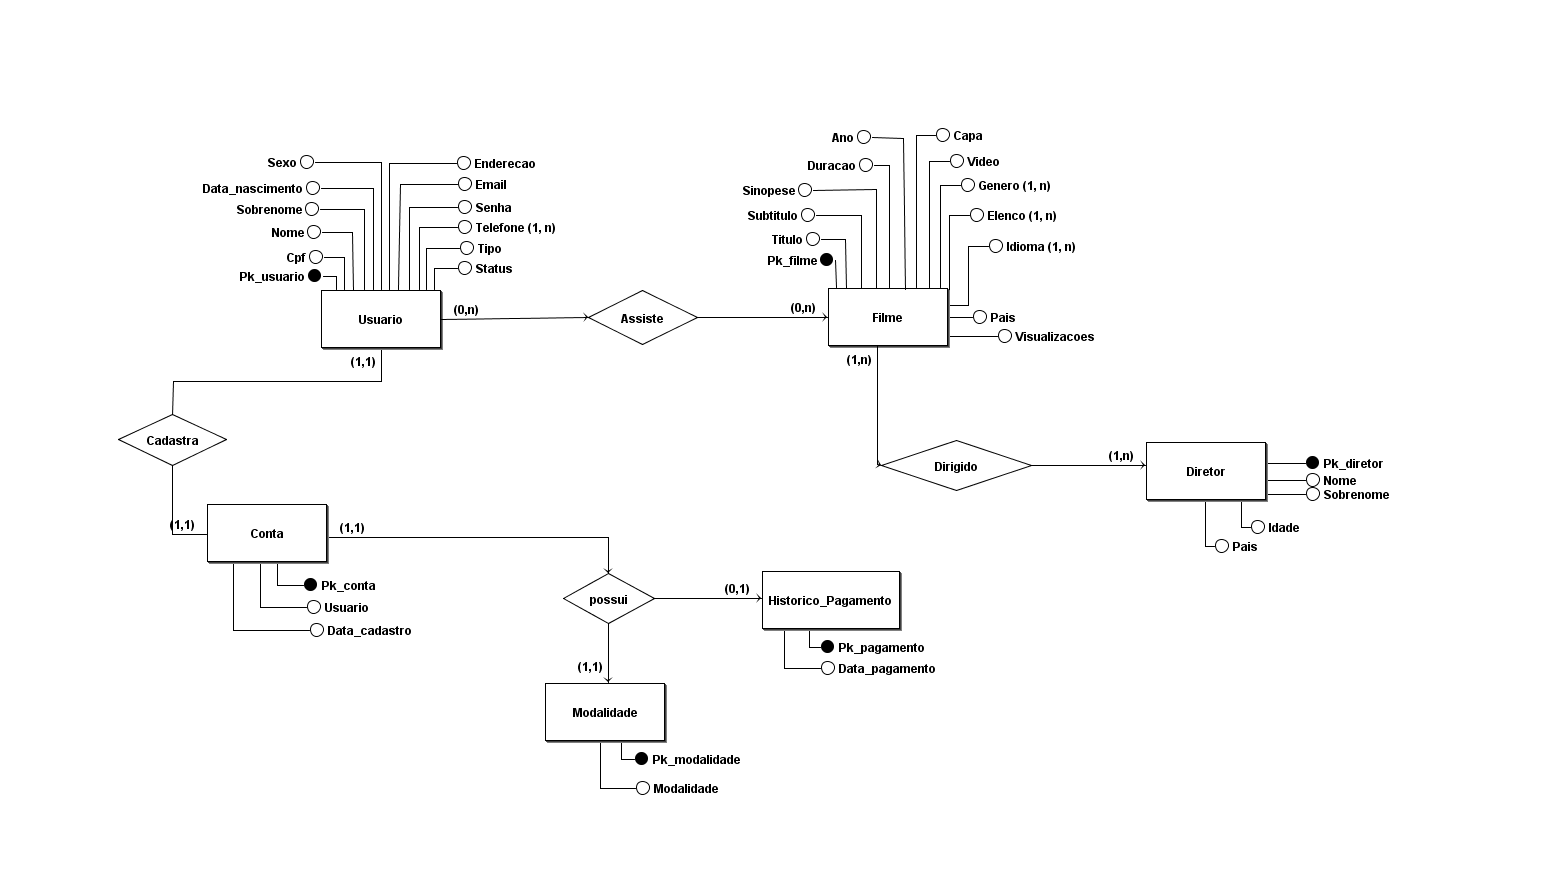 Sexo
Data_nascimento
Sobrenome
Nome
Cpf
Pk_usuario
Enderecao
Email
Senha
Telefone (1, n)
Tipo
Status
Usuario
(0,n)
Assiste
(0,n)
Ano
Duracao
Sinopese
Subtitulo
Titulo
Pk_filme
Capa
Video
Genero (1, n)
Elenco (1, n)
Idioma (1, n)
Filme
Pais
Visualizacoes
(1,1)
(1,n)
Cadastra
Dirigido
(1,n)
Diretor
Pk_diretor
Nome
Sobrenome
Idade
Pais
(1,1)
Conta
(1,1)
Pk_conta
Usuario
Data_cadastro
possui
(0,1)
Historico_Pagamento
Pk_pagamento
Data_pagamento
(1,1)
Modalidade
Pk_modalidade
Modalidade